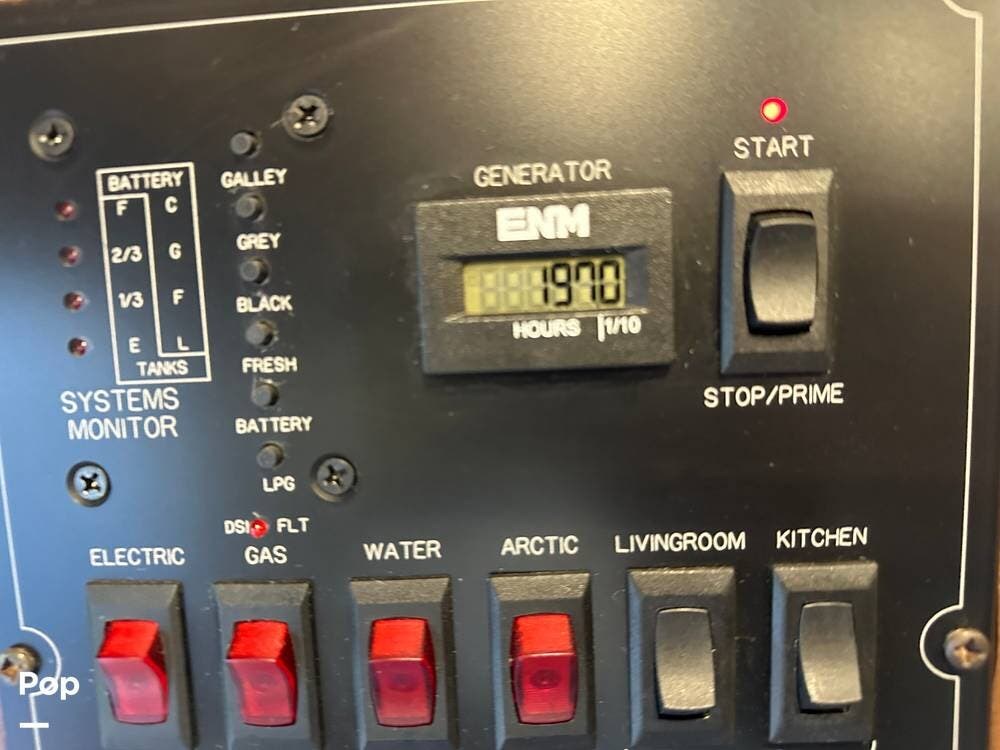 BATTERY
F C
2/3 G
1/3 F
E L
TANKS
SYSTEMS
MONITOR
GALLEY
GREY
BLACK
FRESH
BATTERY
LPG
DSI FLT
GENERATOR
ENM
1970
HOURS 1/10
START
STOP/PRIME
ELECTRIC
GAS
WATER
ARCTIC
LIVINGROOM
KITCHEN
Pop